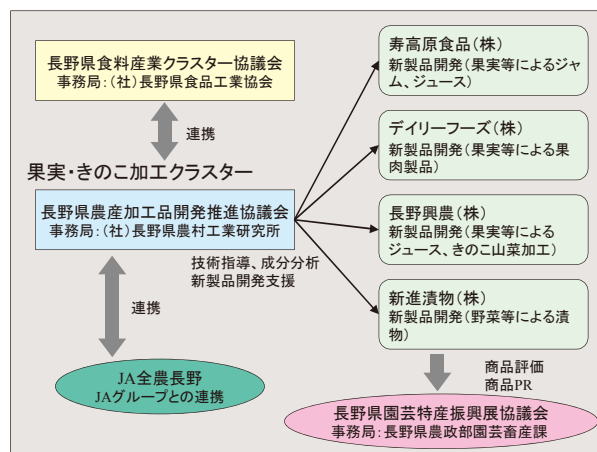 長野県食料産業クラスター協議会
事務局:(社)長野県食品工業協会
連携
果実・きのこ加工クラスター
長野県農産加工品開発推進協議会
事務局:(社)長野県農村工業研究所
技術指導、成分分析
新製品開発支援
連携
JA全農長野
JAグループとの連携
寿高原食品(株)
新製品開発(果実等によるジャ
ム、ジュース)
デイリーフーズ(株)
新製品開発(果実等による果
肉製品)
長野興農(株)
新製品開発(果実等による
ジュース、きのこ山菜加工)
新進漬物(株)
新製品開発(野菜等による漬
物)
商品評価
商品PR
長野県園芸特産振興展協議会
事務局:長野県農政部園芸畜産課